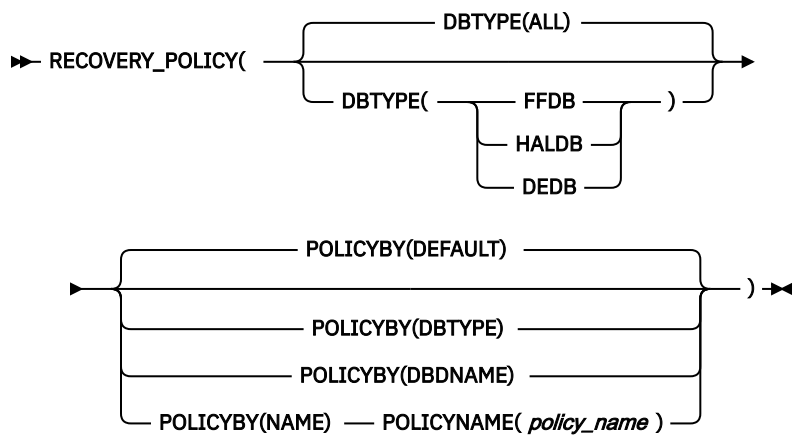 DBTYPE(ALL)
RECOVERY_POLICY(
DBTYPE( FFDB )
HALDB
DEDB
POLICYBY(DEFAULT)
)
POLICYBY(DBTYPE)
POLICYBY(DBDNAME)
POLICYBY(NAME) POLICYNAME( policy_name )